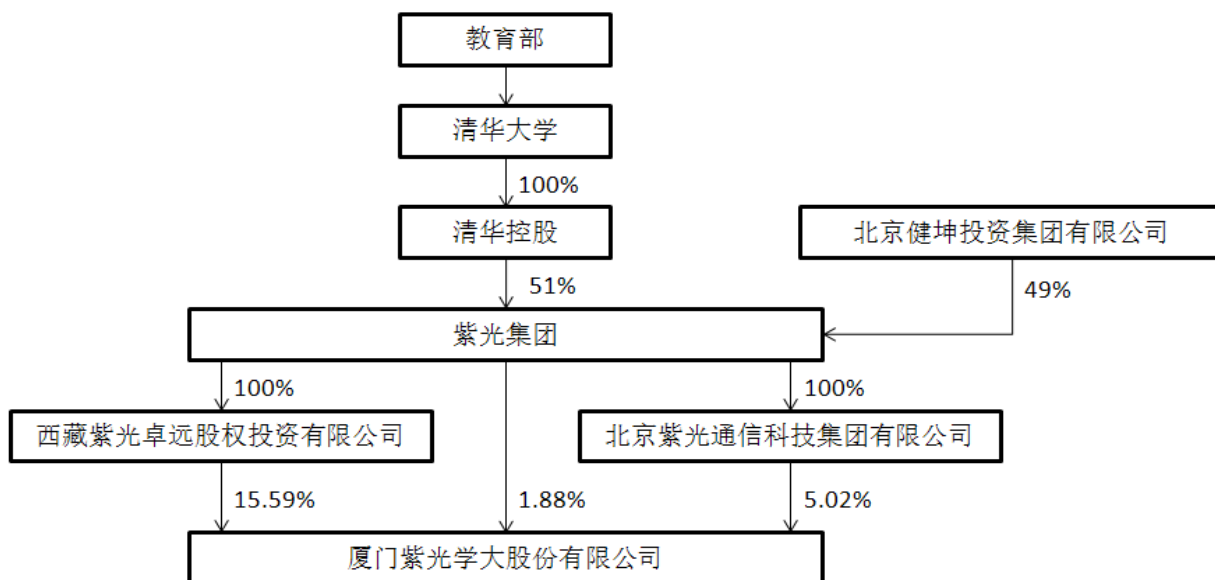 教育部
清华大学
100%
清华控股
北京健坤投资集团有限公司
51%
49%
紫光集团
100%
100%
西藏紫光卓远股权投资有限公司
北京紫光通信科技集团有限公司
15.59%
1.88%
5.02%
厦门紫光学大股份有限公司